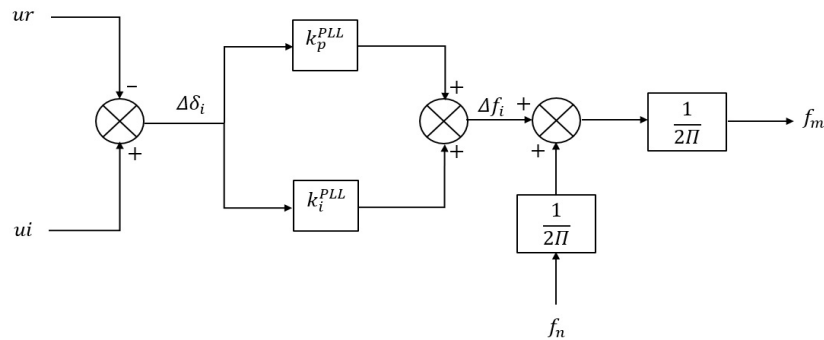 ur
−
Δδᵢ
+
ui
k_p^{PLL}
k_i^{PLL}
+
+
Δfᵢ
+
+
1
2Π
fₘ
1
2Π
fₙ